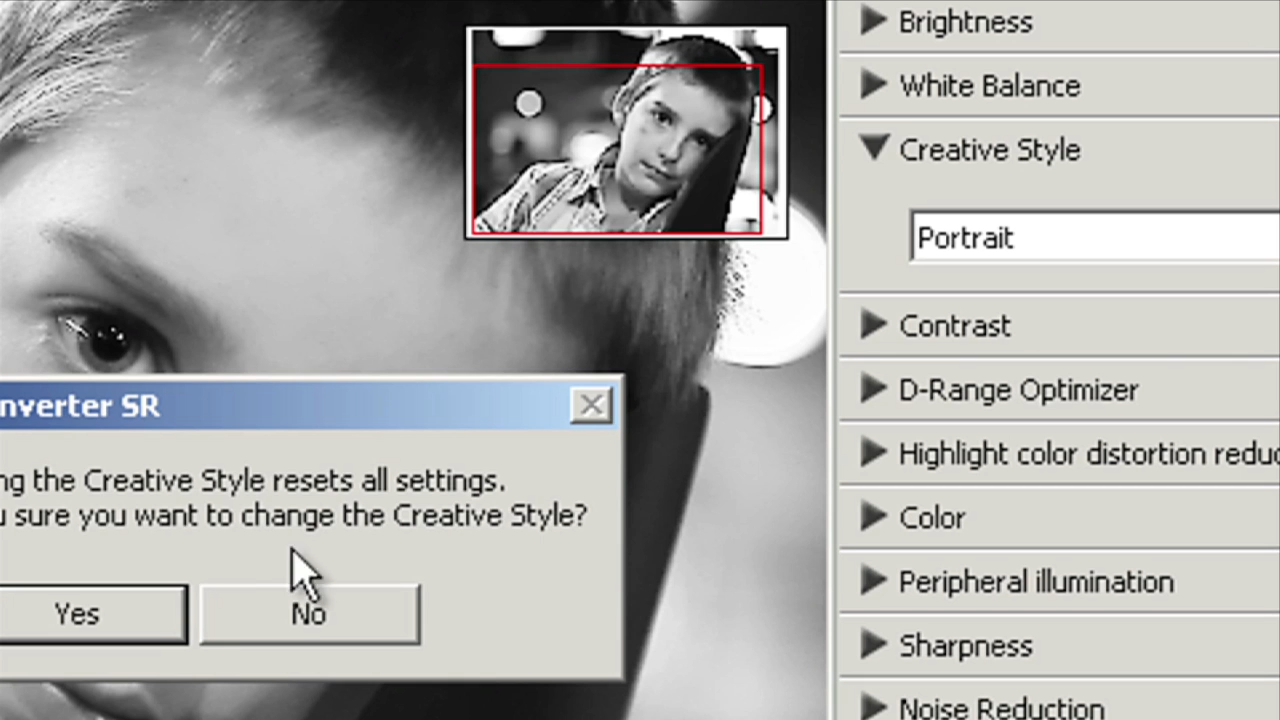 Brightness
White Balance
Creative Style
Portrait
Contrast
D-Range Optimizer
Highlight color distortion reduc
Color
Peripheral illumination
Sharpness
Noise Reduction
nverter SR
ng the Creative Style resets all settings.
u sure you want to change the Creative Style?
Yes
No